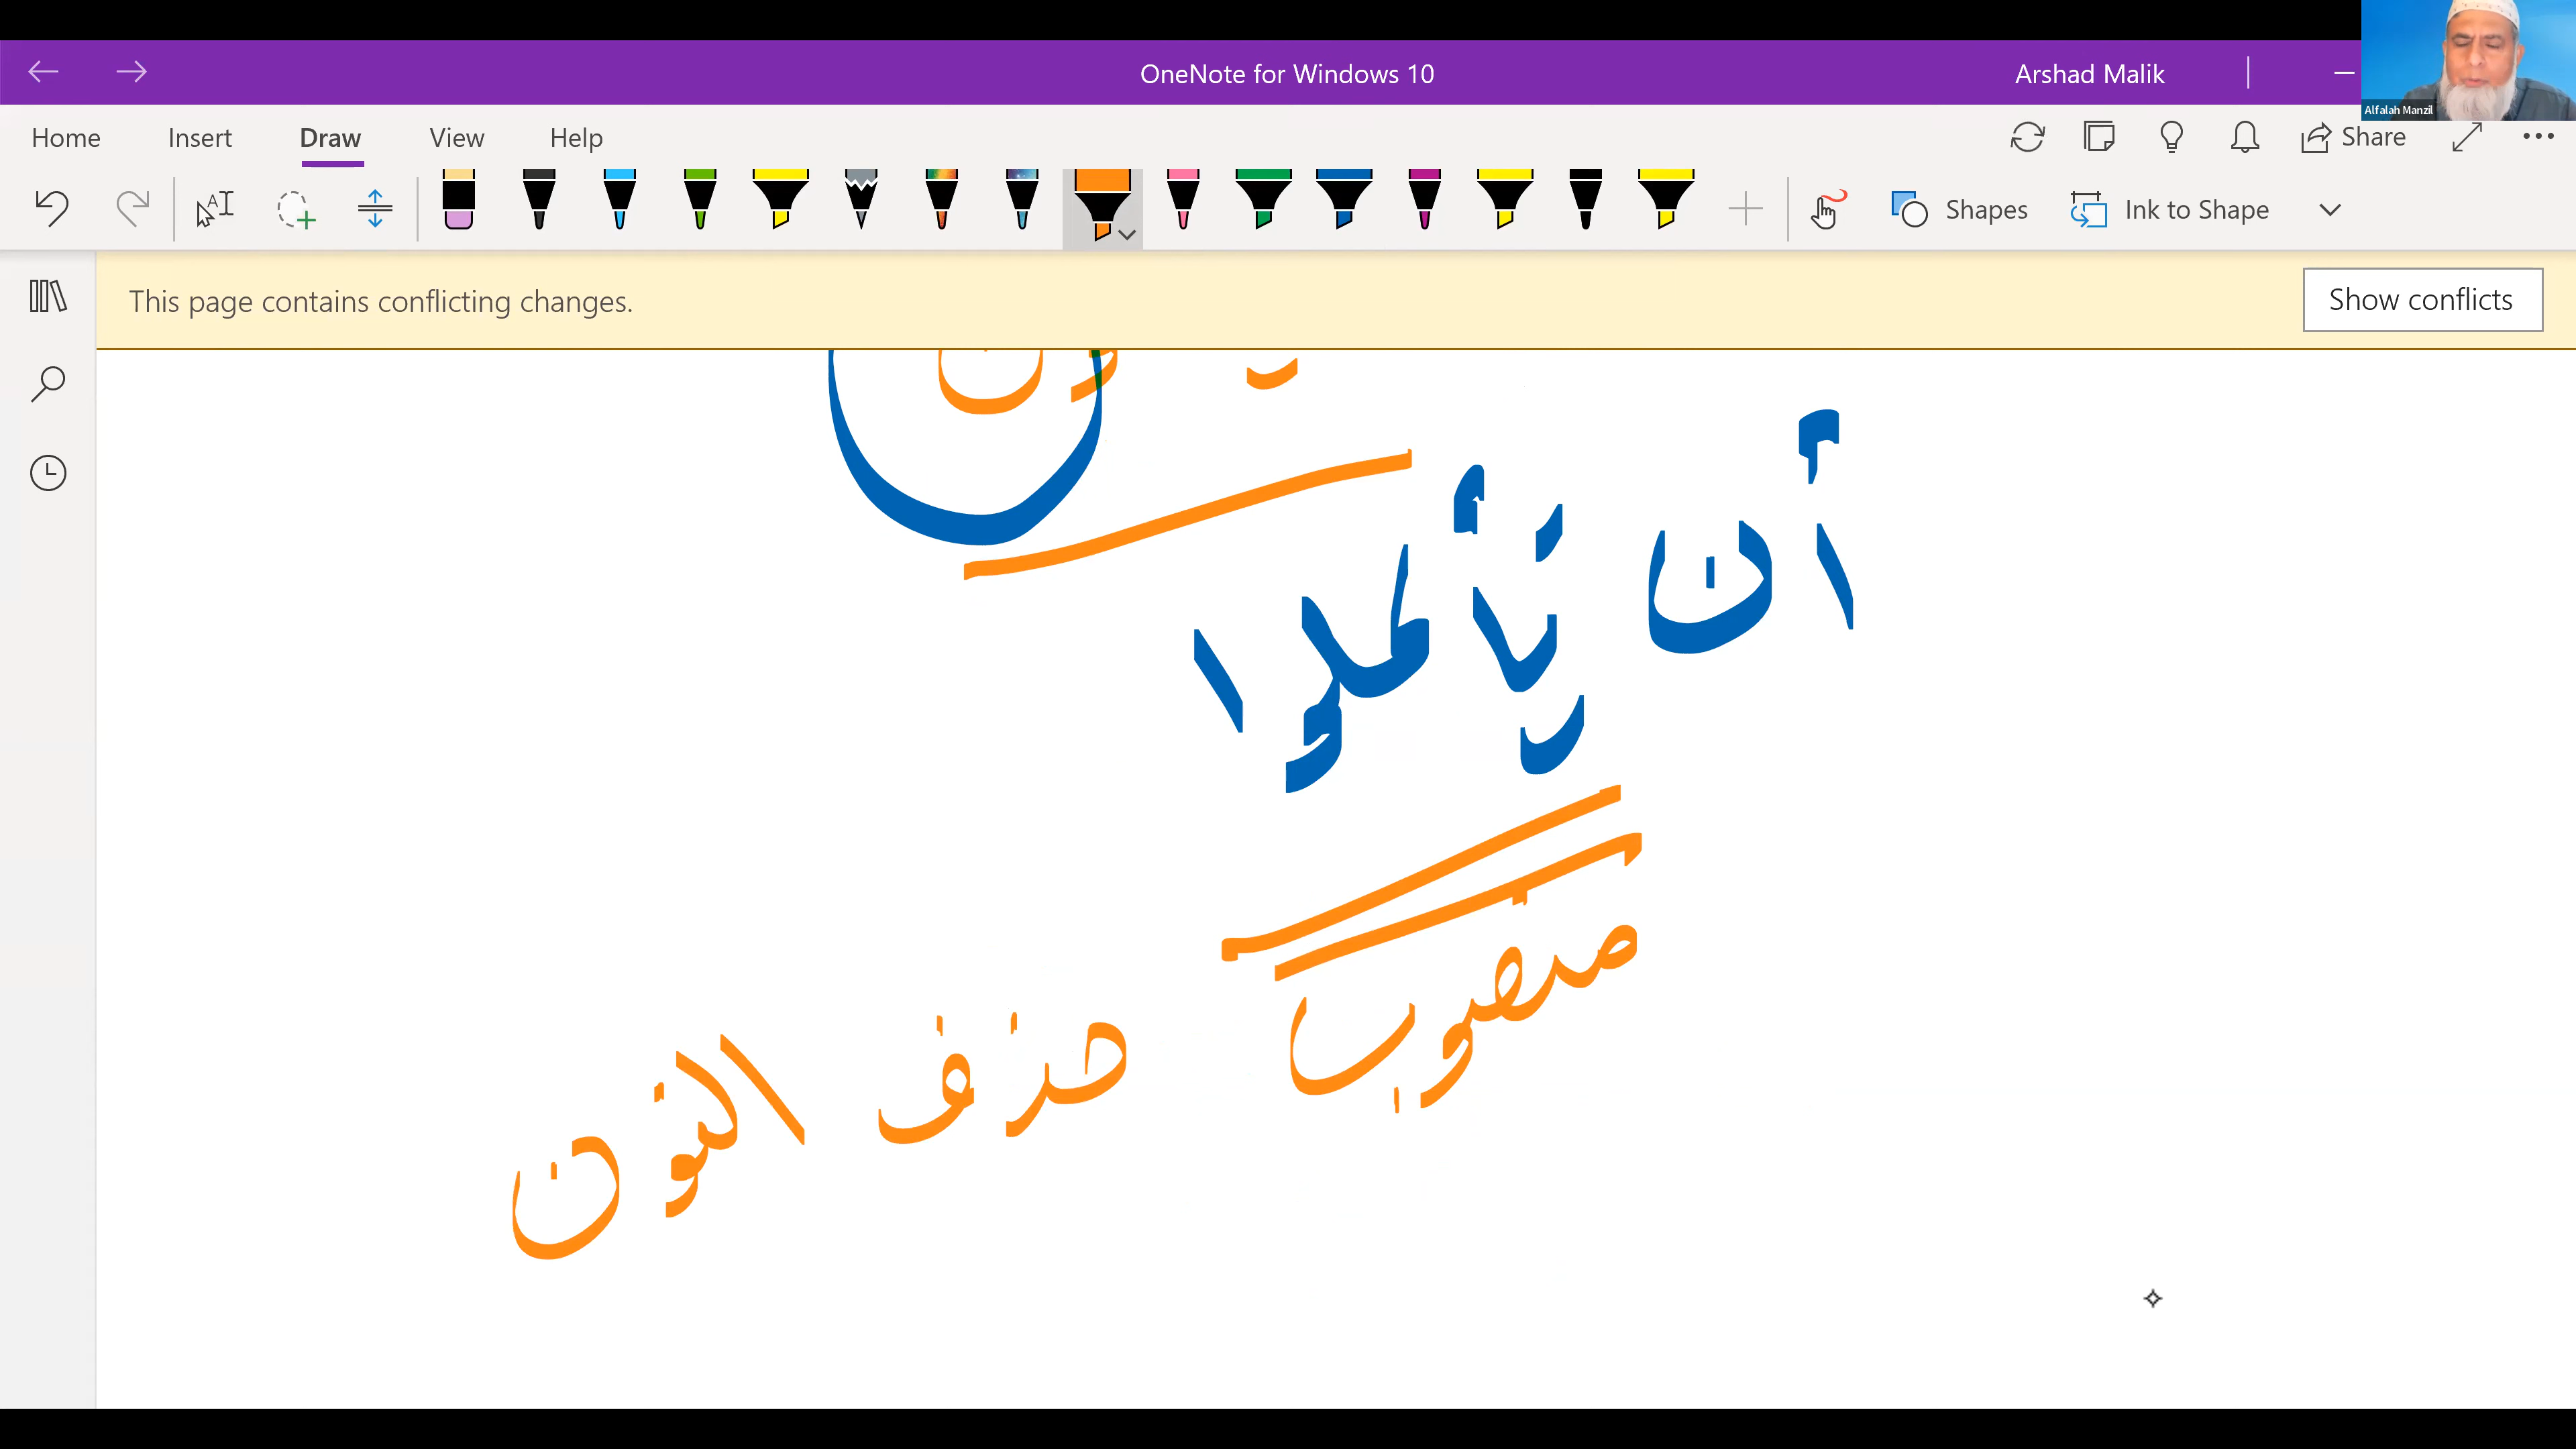 OneNote for Windows 10
Arshad Malik
Alfalah Manzil
Home Insert Draw View Help
Share
Shapes
Ink to Shape
This page contains conflicting changes.
Show conflicts
أن يأكلوا
منصوب حذف النون